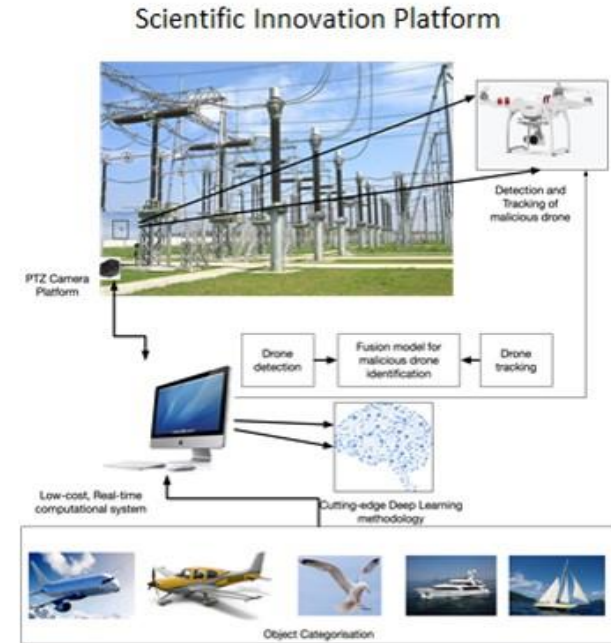 Scientific Innovation Platform
Detection and
Tracking of
malicious drone
PTZ Camera
Platform
Drone
detection
Fusion model for
malicious drone
identification
Drone
tracking
Low-cost, Real-time
computational system
Cutting-edge Deep Learning
methodology
Object Categorisation